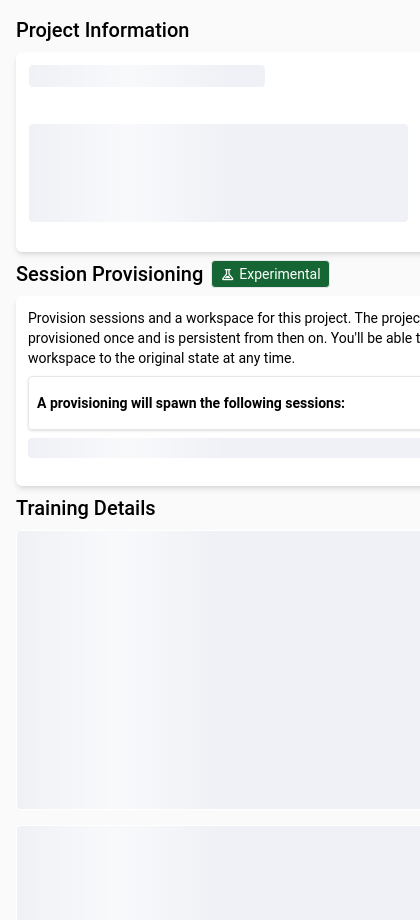 Project Information
Session Provisioning
Experimental
Provision sessions and a workspace for this project. The
provisioned once and is persistent from then on. You'll be able
workspace to the original state at any time.
A provisioning will spawn the following sessions:
Training Details